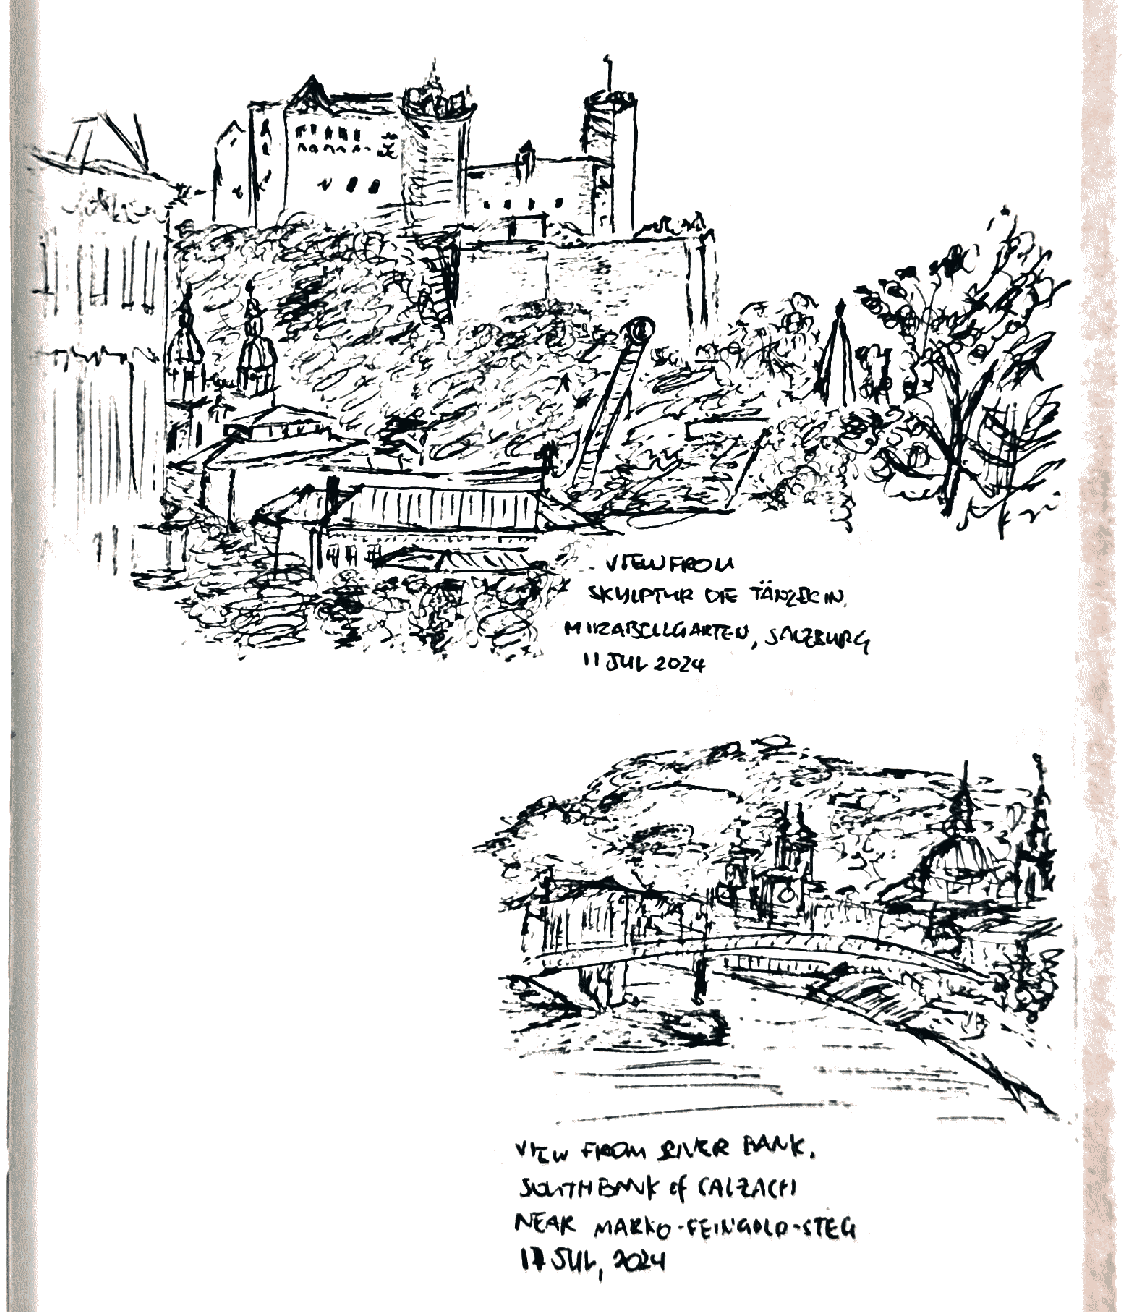 . VIEW FROM
SKULPTUR DIE TÄNZERIN,
MIRABELLGARTEN, SALZBURG
11 JUL 2024
VIEW FROM RIVER BANK,
SOUTH BANK of SALZACH
NEAR MARKO-FEINGOLD-STEG
17 JUL, 2024